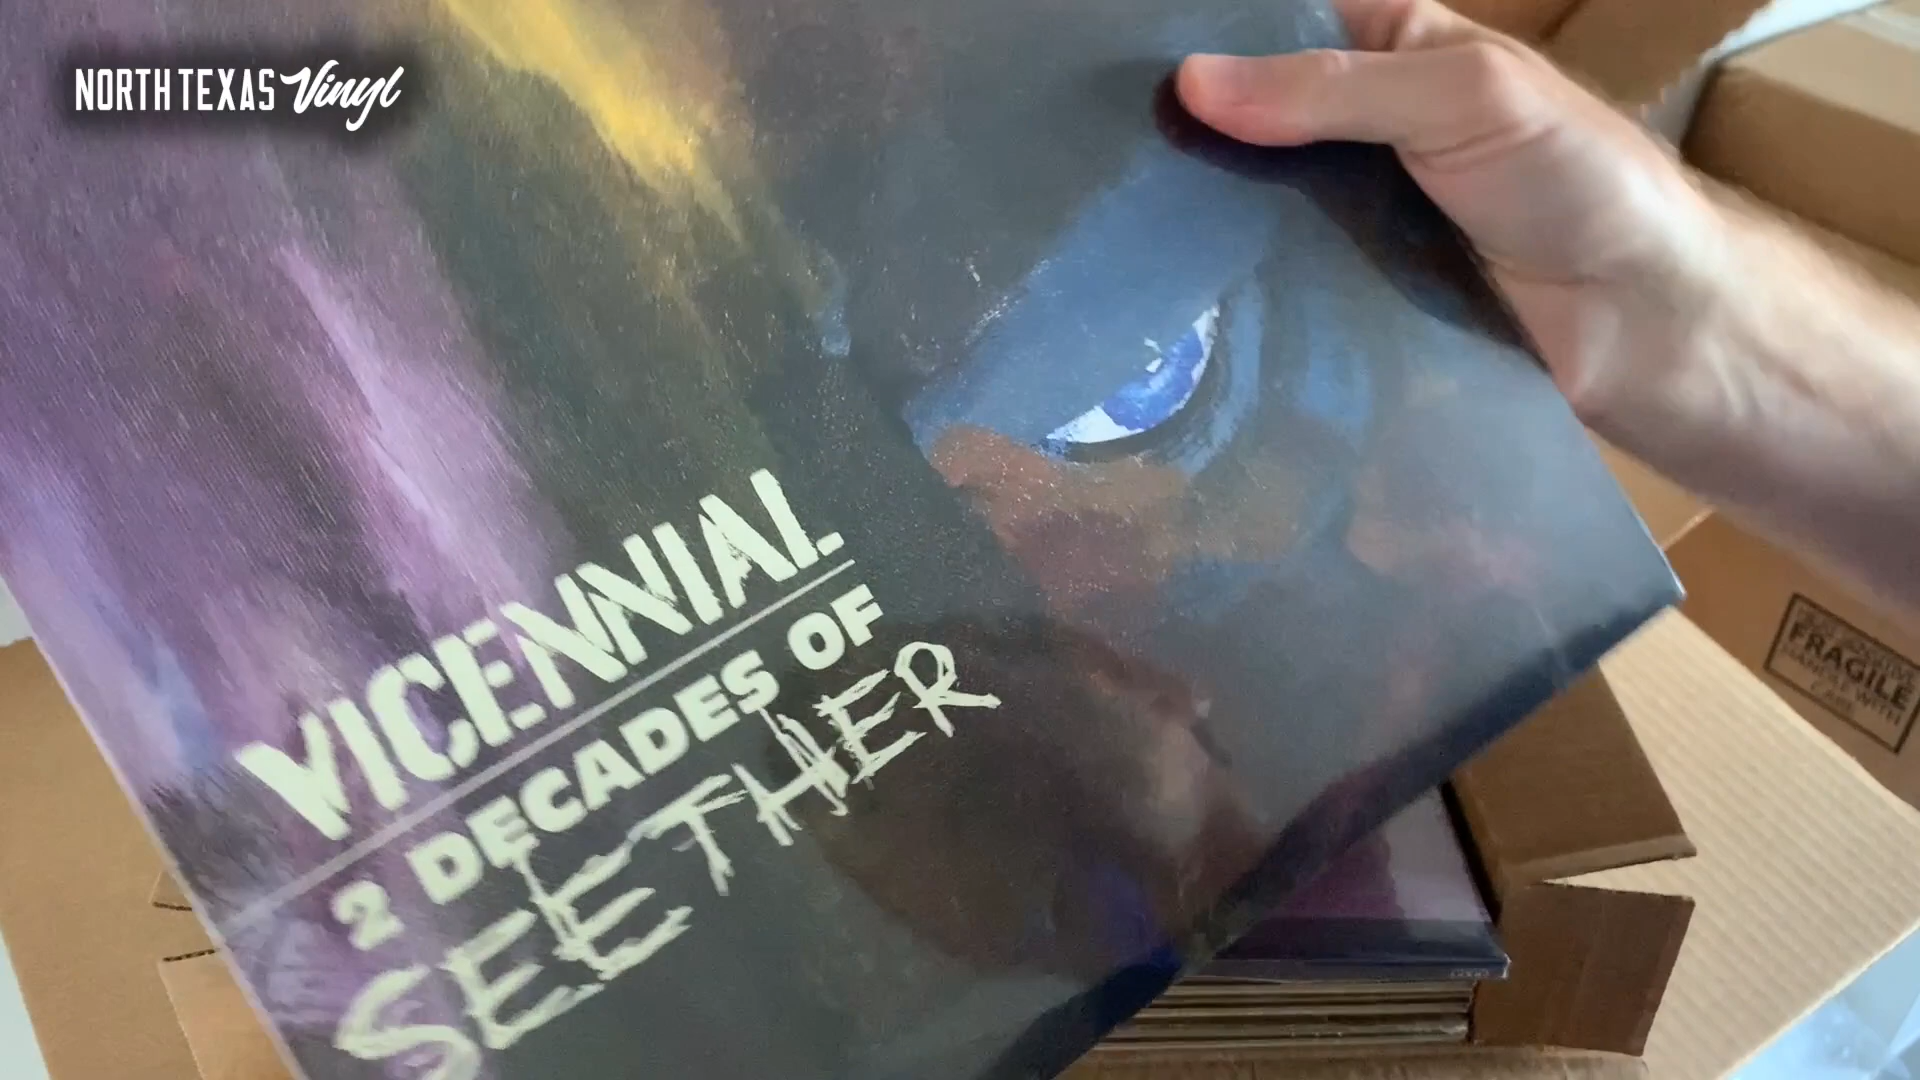 NORTH TEXAS Vinyl
VICENNIAL
2 DECADES OF
SEETHER
FRAGILE
HANDLE WITH
CARE